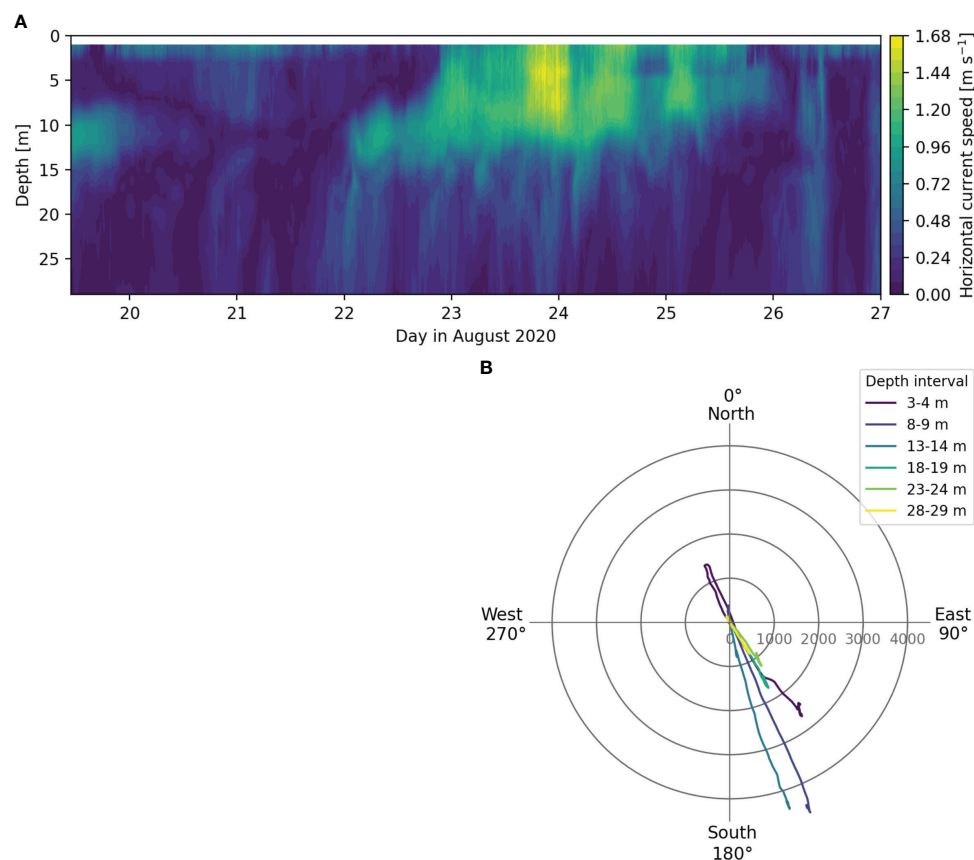 A
0
5
10
15
20
25
Depth [m]
20 21 22 23 24 25 26 27
Day in August 2020
1.68
1.44
1.20
0.96
0.72
0.48
0.24
0.00
Horizontal current speed [m s⁻¹]
B
Depth interval
3-4 m
8-9 m
13-14 m
18-19 m
23-24 m
28-29 m
0°
North
West
270°
East
90°
0 1000 2000 3000 4000
South
180°